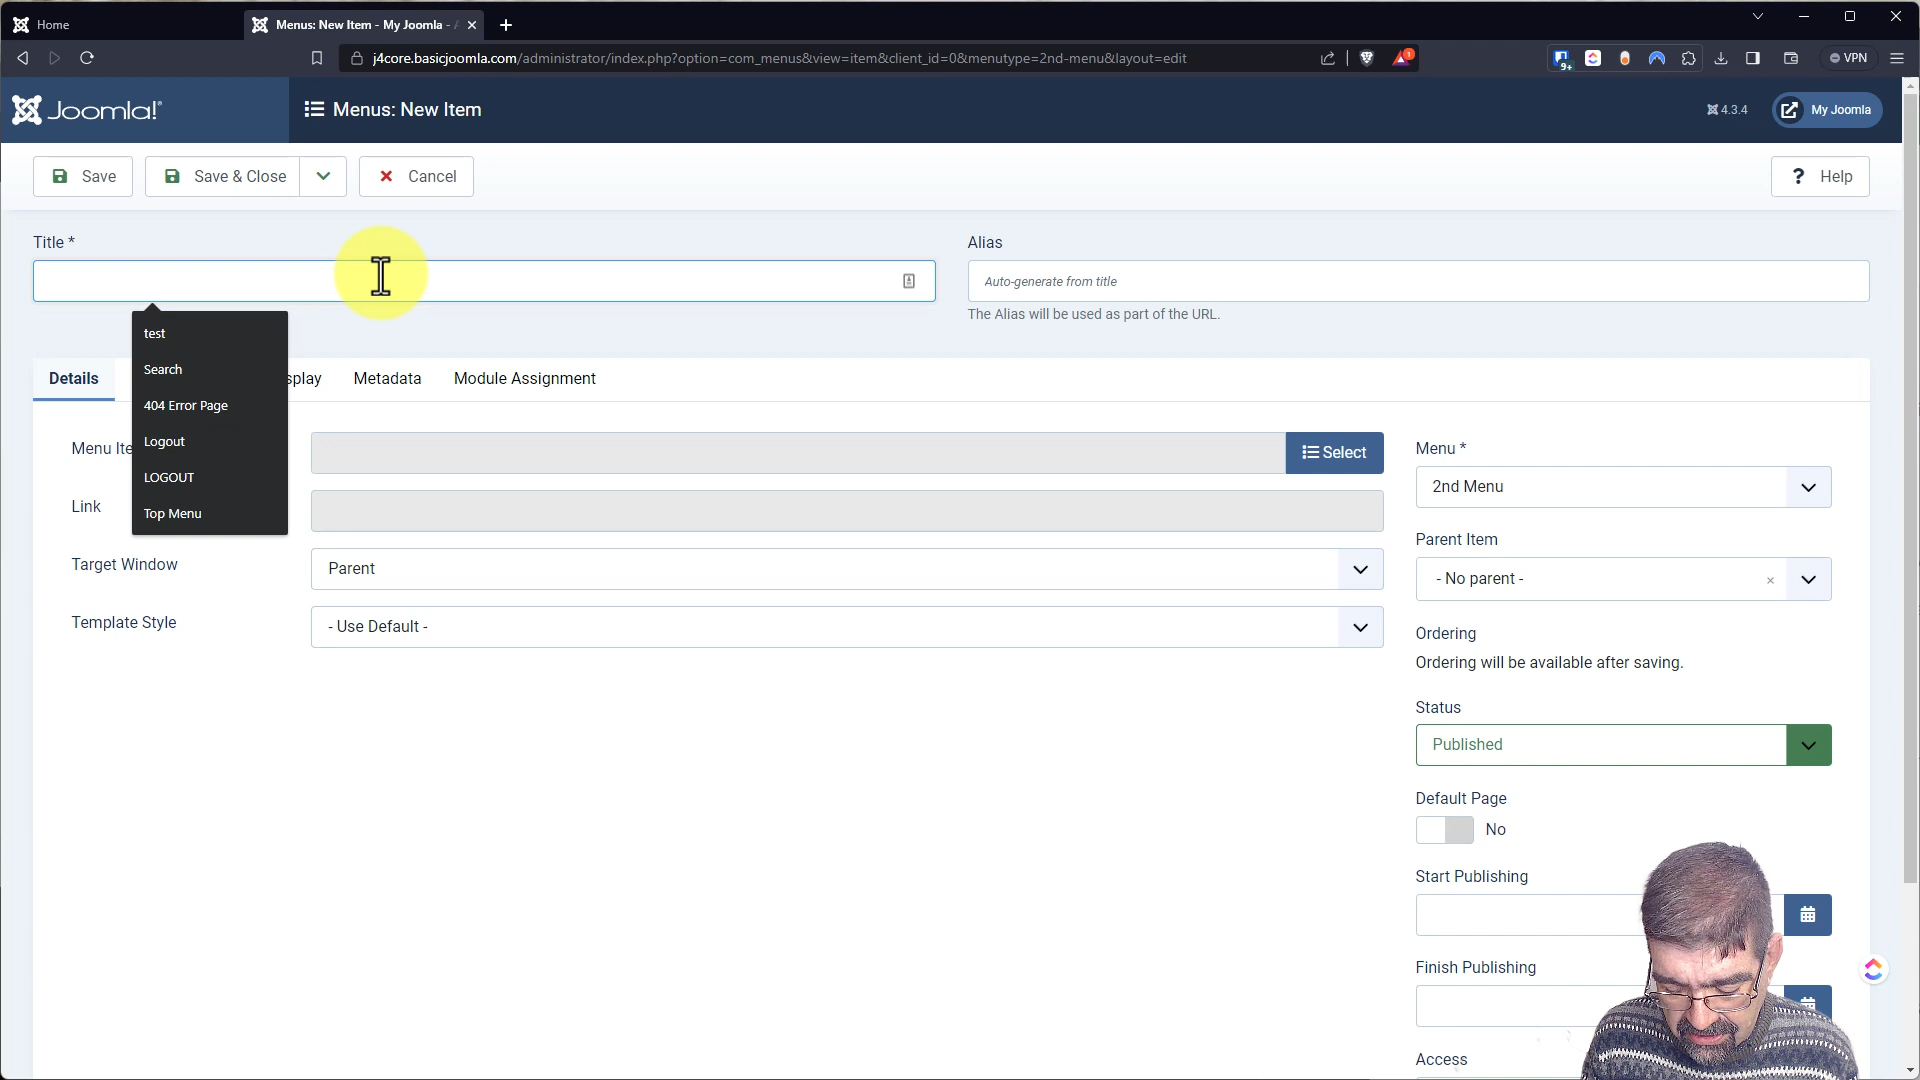 Home
Menus: New Item - My Joomla -
j4core.basicjoomla.com/administrator/index.php?option=com_menus&view=item&client_id=0&menutype=2nd-menu&layout=edit
1
9+
VPN
Joomla!
Menus: New Item
4.3.4
My Joomla
Save
Save & Close
Cancel
? Help
Title *
Alias
Auto-generate from title
The Alias will be used as part of the URL.
test
Search
404 Error Page
Logout
LOGOUT
Top Menu
Details
splay
Metadata
Module Assignment
Menu Ite
Select
Menu *
2nd Menu
Link
Parent Item
- No parent -
Target Window
Parent
Template Style
- Use Default -
Ordering
Ordering will be available after saving.
Status
Published
Default Page
No
Start Publishing
Finish Publishing
Access